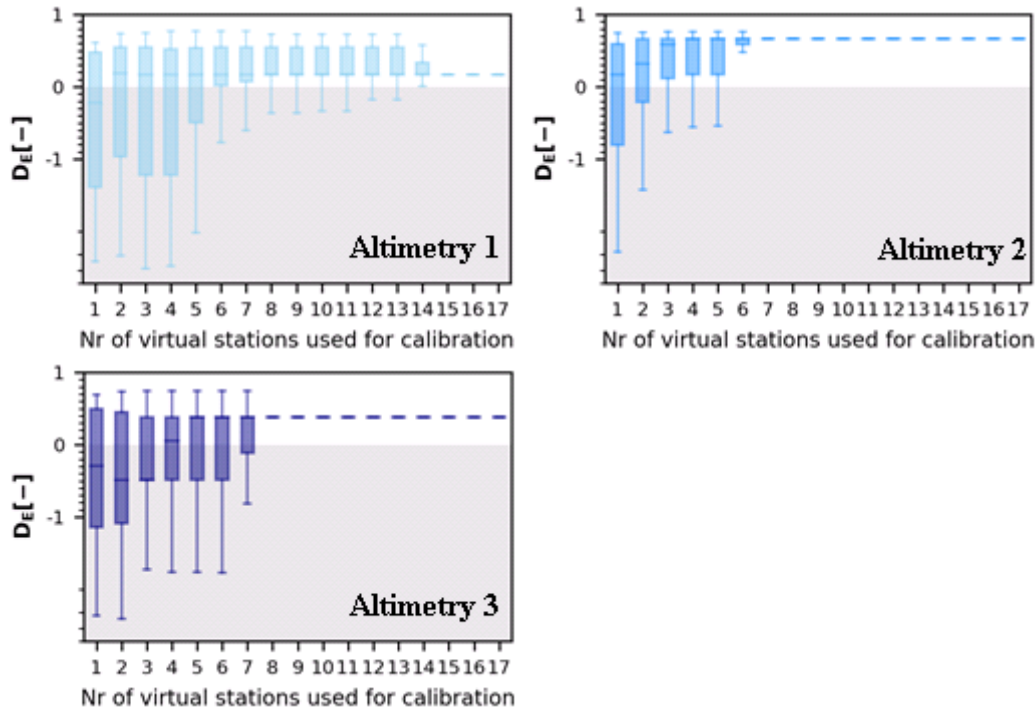 1
0
-1
D_E[−]
Altimetry 1
1 2 3 4 5 6 7 8 9 10 11 12 13 14 15 16 17
Nr of virtual stations used for calibration
1
0
-1
D_E[−]
Altimetry 2
1 2 3 4 5 6 7 8 9 10 11 12 13 14 15 16 17
Nr of virtual stations used for calibration
1
0
-1
D_E[−]
Altimetry 3
1 2 3 4 5 6 7 8 9 10 11 12 13 14 15 16 17
Nr of virtual stations used for calibration